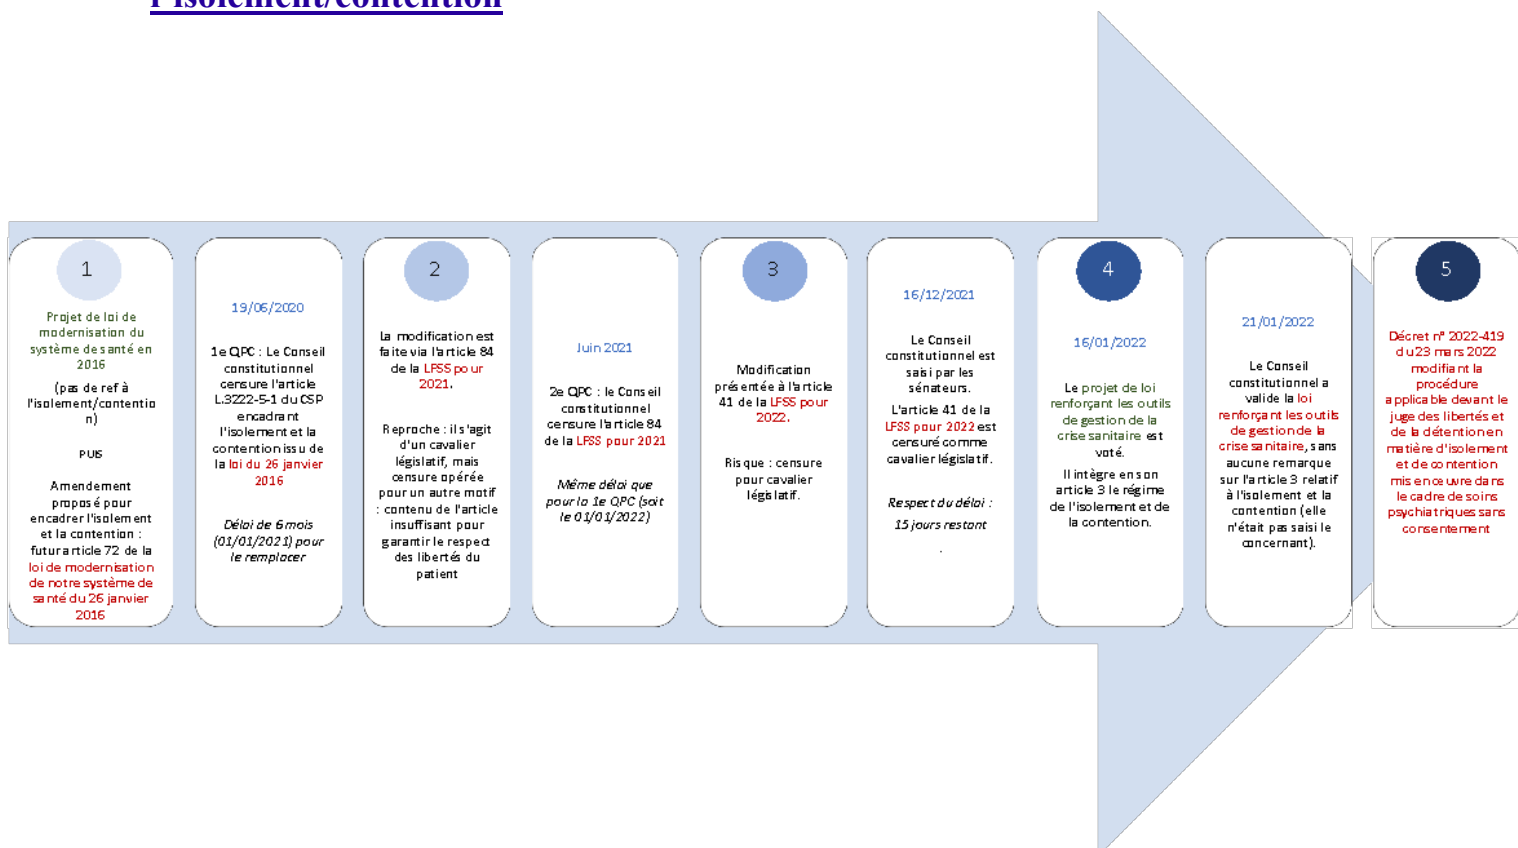 l'isolement/contention
1
Projet de loi de
modernisation du
système de santé en
2016
(pas de ref à
l'isolement/contentio
n)
PUIS
Amendement
proposé pour
encadrer l'isolement
et la contention :
futur article 72 de la
loi de modernisation
de notre système de
santé du 26 janvier
2016
19/06/2020
1e QPC : Le Conseil
constitutionnel
censure l'article
L.3222-5-1 du CSP
encadrant
l'isolement et la
contention issu de
la loi du 26 janvier
2016
Délai de 6 mois
(01/01/2021) pour
le remplacer
2
La modification est
faite via l'article 84
de la LFSS pour
2021.
Reproche : il s'agit
d'un cavalier
législatif, mais
censure opérée
pour un autre motif
: contenu de l'article
insuffisant pour
garantir le respect
des libertés du
patient
Juin 2021
2e QPC : le Conseil
constitutionnel
censure l'article 84
de la LFSS pour 2021
Même délai que
pour la 1e QPC (soit
le 01/01/2022)
3
Modification
présentée à l'article
41 de la LFSS pour
2022.
Risque : censure
pour cavalier
législatif.
16/12/2021
Le Conseil
constitutionnel est
saisi par les
sénateurs.
L'article 41 de la
LFSS pour 2022 est
censuré comme
cavalier législatif.
Respect du délai :
15 jours restant
.
4
16/01/2022
Le projet de loi
renforçant les outils
de gestion de la
crise sanitaire est
voté.
Il intègre en son
article 3 le régime
de l'isolement et de
la contention.
21/01/2022
Le Conseil
constitutionnel a
valide la loi
renforçant les outils
de gestion de la
crise sanitaire, sans
aucune remarque
sur l'article 3 relatif
à l'isolement et la
contention (elle
n'était pas saisi le
concernant).
5
Décret n° 2022-419
du 23 mars 2022
modifiant la
procédure
applicable devant le
juge des libertés et
de la détention en
matière d'isolement
et de contention
mis en œuvre dans
le cadre de soins
psychiatriques sans
consentement